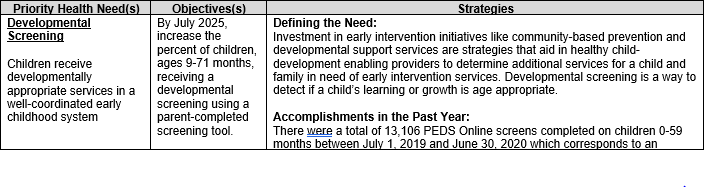 Priority Health Need(s)
Objectives(s)
Strategies
Developmental
Screening
Children receive
developmentally
appropriate services in a
well-coordinated early
childhood system
By July 2025,
increase the
percent of children,
ages 9-71 months,
receiving a
developmental
screening using a
parent-completed
screening tool.
Defining the Need:
Investment in early intervention initiatives like community-based prevention and
developmental support services are strategies that aid in healthy child-
development enabling providers to determine additional services for a child and
family in need of early intervention services. Developmental screening is a way to
detect if a child's learning or growth is age appropriate.
Accomplishments in the Past Year:
There were a total of 13,106 PEDS Online screens completed on children 0-59
months between July 1, 2019 and June 30, 2020 which corresponds to an